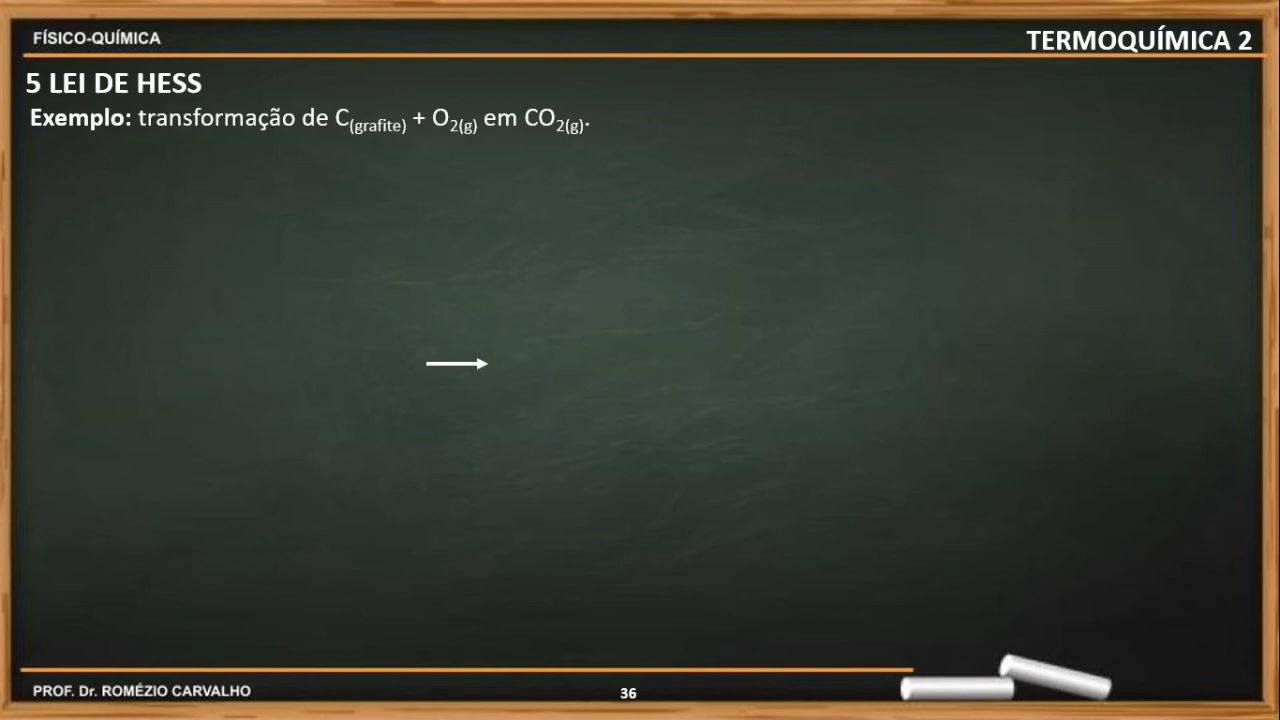 FÍSICO-QUÍMICA
TERMOQUÍMICA 2
5 LEI DE HESS
Exemplo: transformação de C(grafite) + O2(g) em CO2(g).
PROF. Dr. ROMÉZIO CARVALHO
36